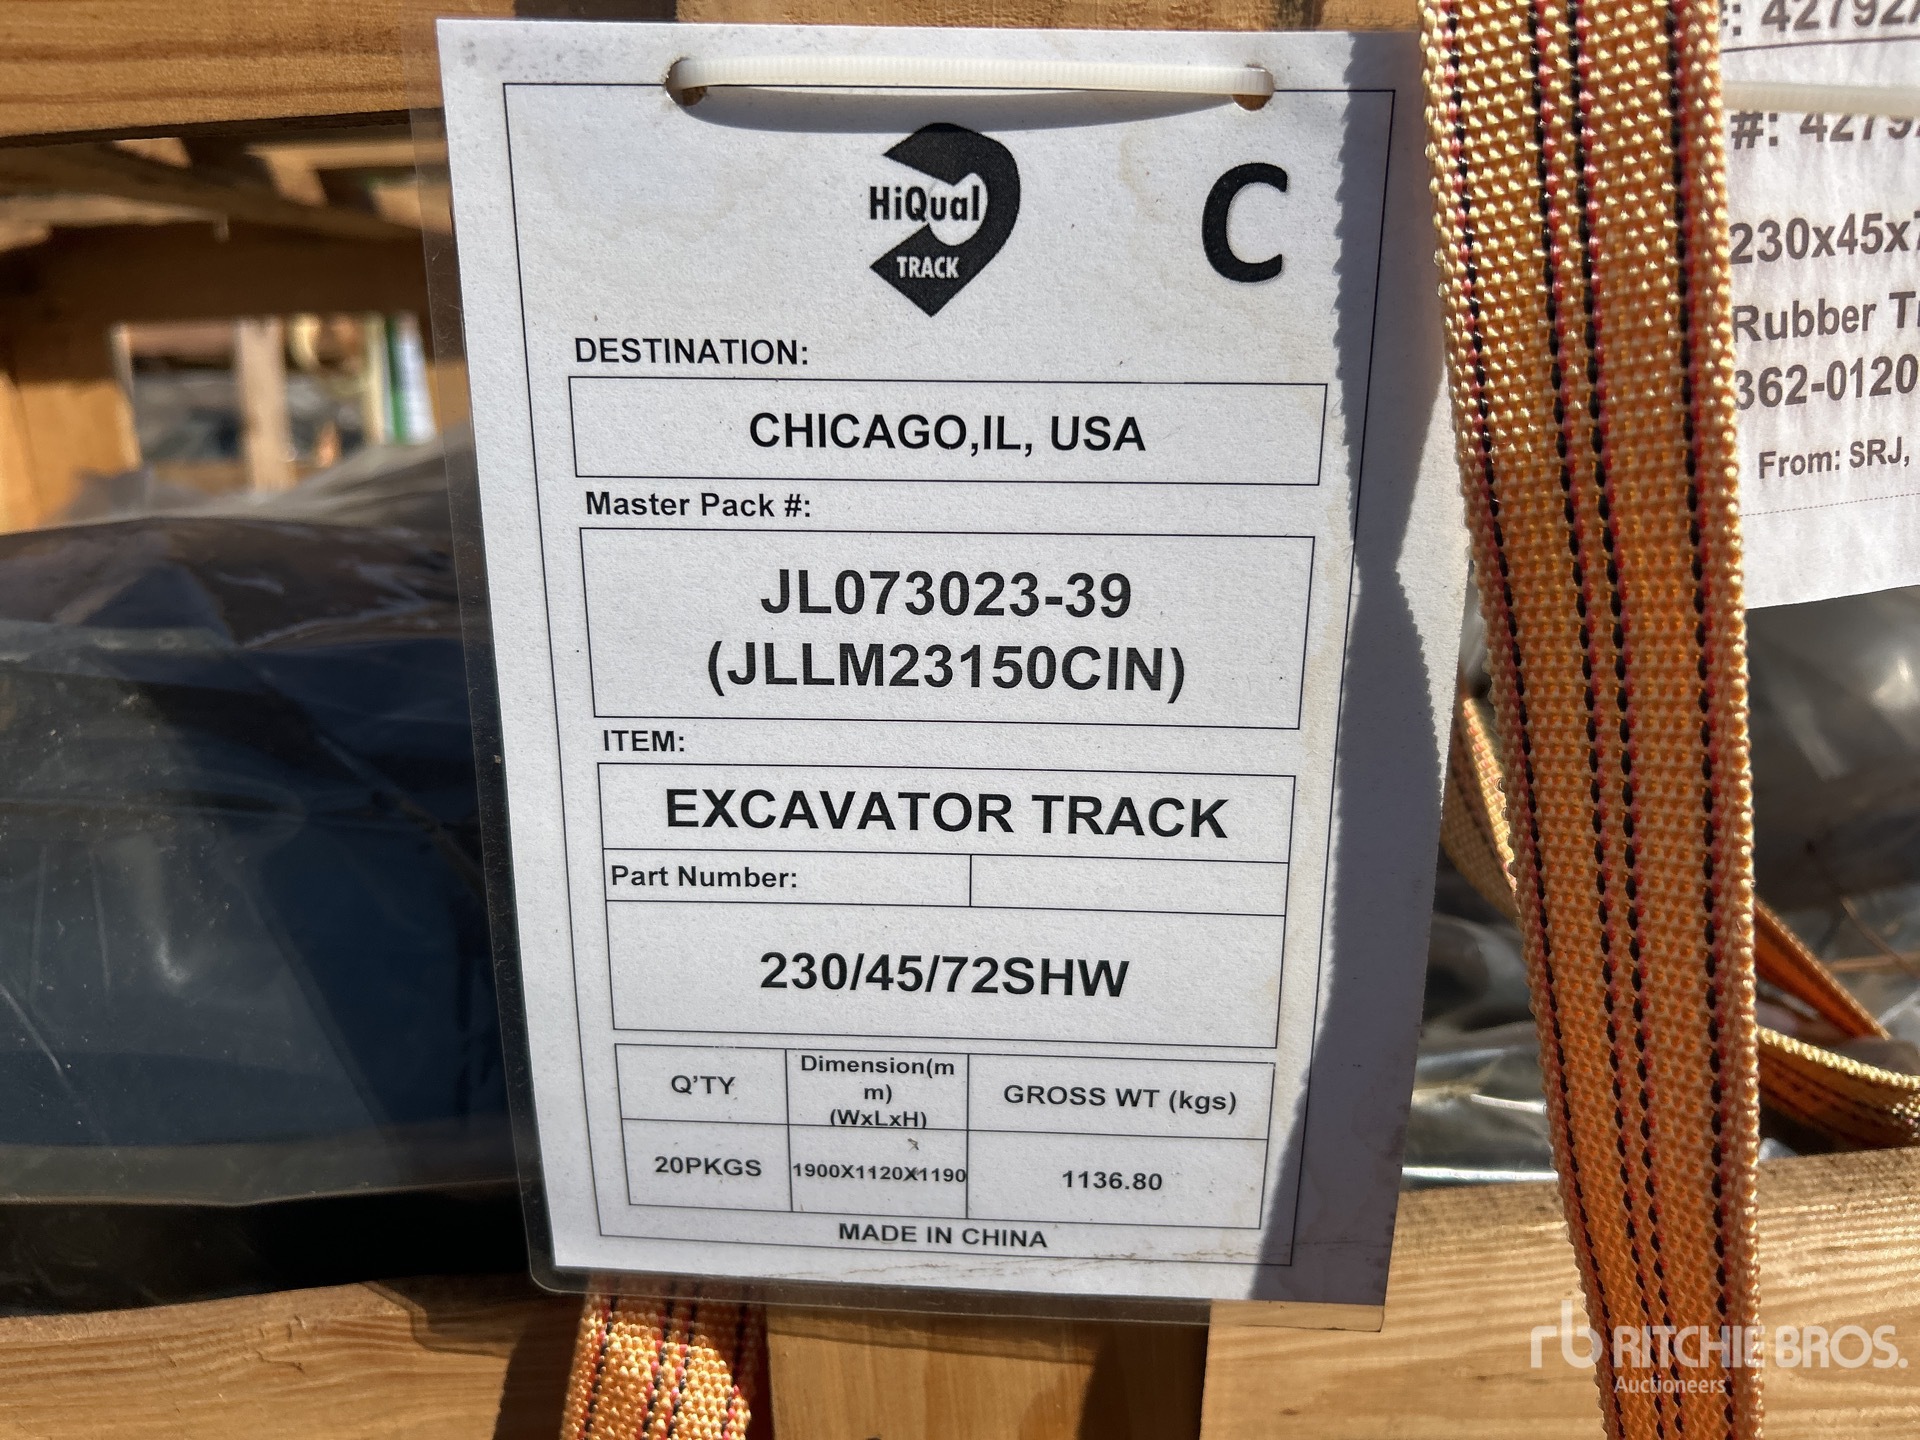 HiQual
TRACK
C
DESTINATION:
CHICAGO,IL, USA
Master Pack #:
JL073023-39
(JLLM23150CIN)
ITEM:
EXCAVATOR TRACK
Part Number:
230/45/72SHW
Q'TY
Dimension(m
m)
(WxLxH)
GROSS WT (kgs)
20PKGS
1900X1120X1190
1136.80
MADE IN CHINA
#:
230x45x
Rubber
362-0120
From: SRJ,
rb RITCHIE BROS.
Auctioneers